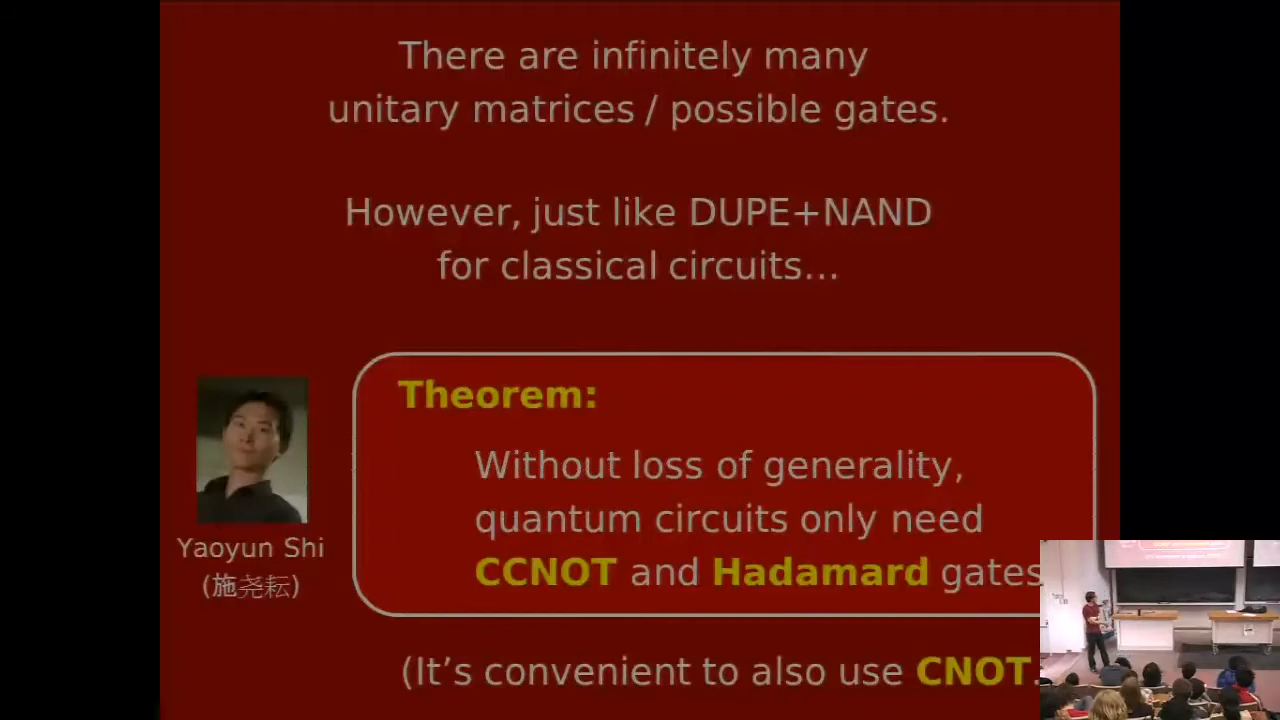 There are infinitely many
unitary matrices / possible gates.
However, just like DUPE+NAND
for classical circuits…
Theorem:
Without loss of generality,
quantum circuits only need
CCNOT and Hadamard gates
Yaoyun Shi
(施尧耘)
(It’s convenient to also use CNOT.